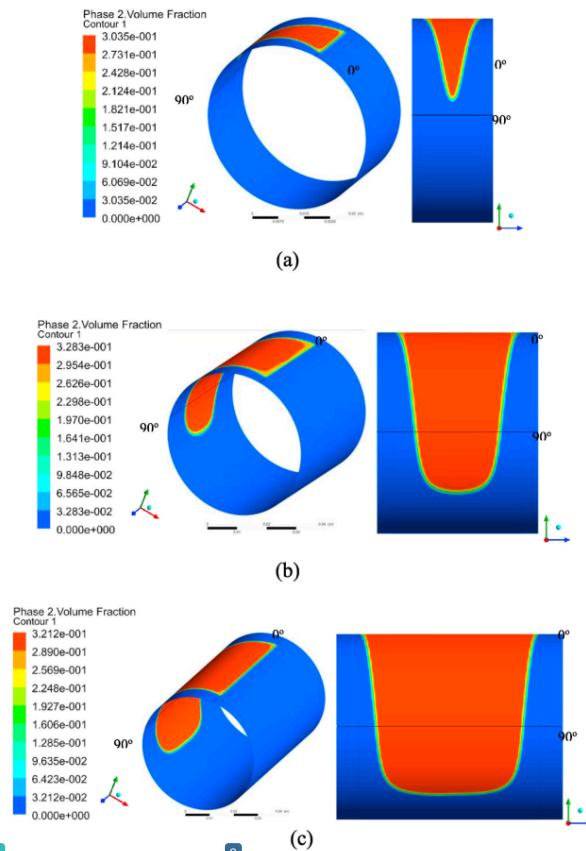 Phase 2.Volume Fraction
Contour 1
3.035e-001
2.731e-001
2.428e-001
2.124e-001
1.821e-001
1.517e-001
1.214e-001
9.104e-002
6.069e-002
3.035e-002
0.000e+000
90º
0º
0º
90º
(a)
Phase 2.Volume Fraction
Contour 1
3.283e-001
2.954e-001
2.626e-001
2.298e-001
1.970e-001
1.641e-001
1.313e-001
9.848e-002
6.565e-002
3.283e-002
0.000e+000
90º
0º
0º
90º
(b)
Phase 2.Volume Fraction
Contour 1
3.212e-001
2.890e-001
2.569e-001
2.248e-001
1.927e-001
1.606e-001
1.285e-001
9.635e-002
6.423e-002
3.212e-002
0.000e+000
90º
0º
0º
90º
(c)